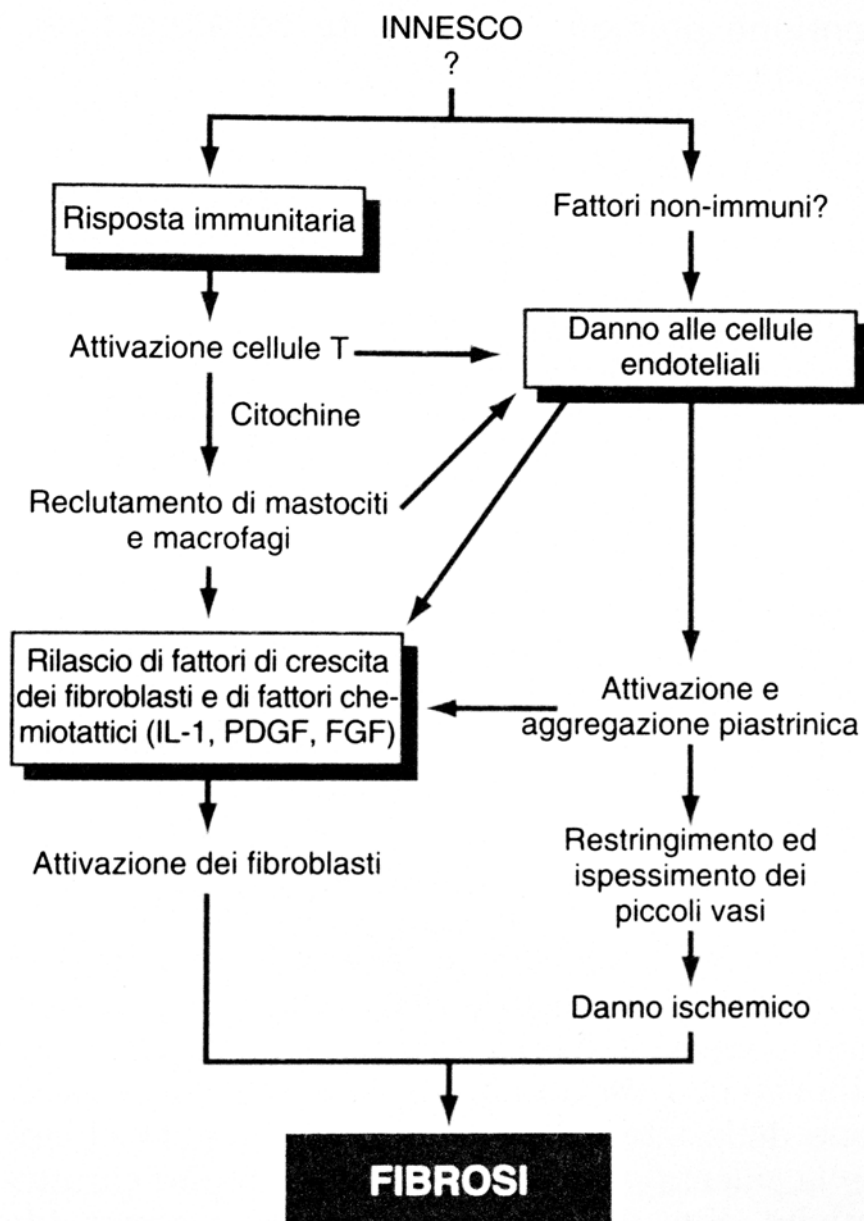 INNESCO
?
Risposta immunitaria
Fattori non-immuni?
Attivazione cellule T
Danno alle cellule
endoteliali
Citochine
Reclutamento di mastociti
e macrofagi
Rilascio di fattori di crescita
dei fibroblasti e di fattori che-
miotattici (IL-1, PDGF, FGF)
Attivazione e
aggregazione piastrinica
Attivazione dei fibroblasti
Restringimento ed
ispessimento dei
piccoli vasi
Danno ischemico
FIBROSI